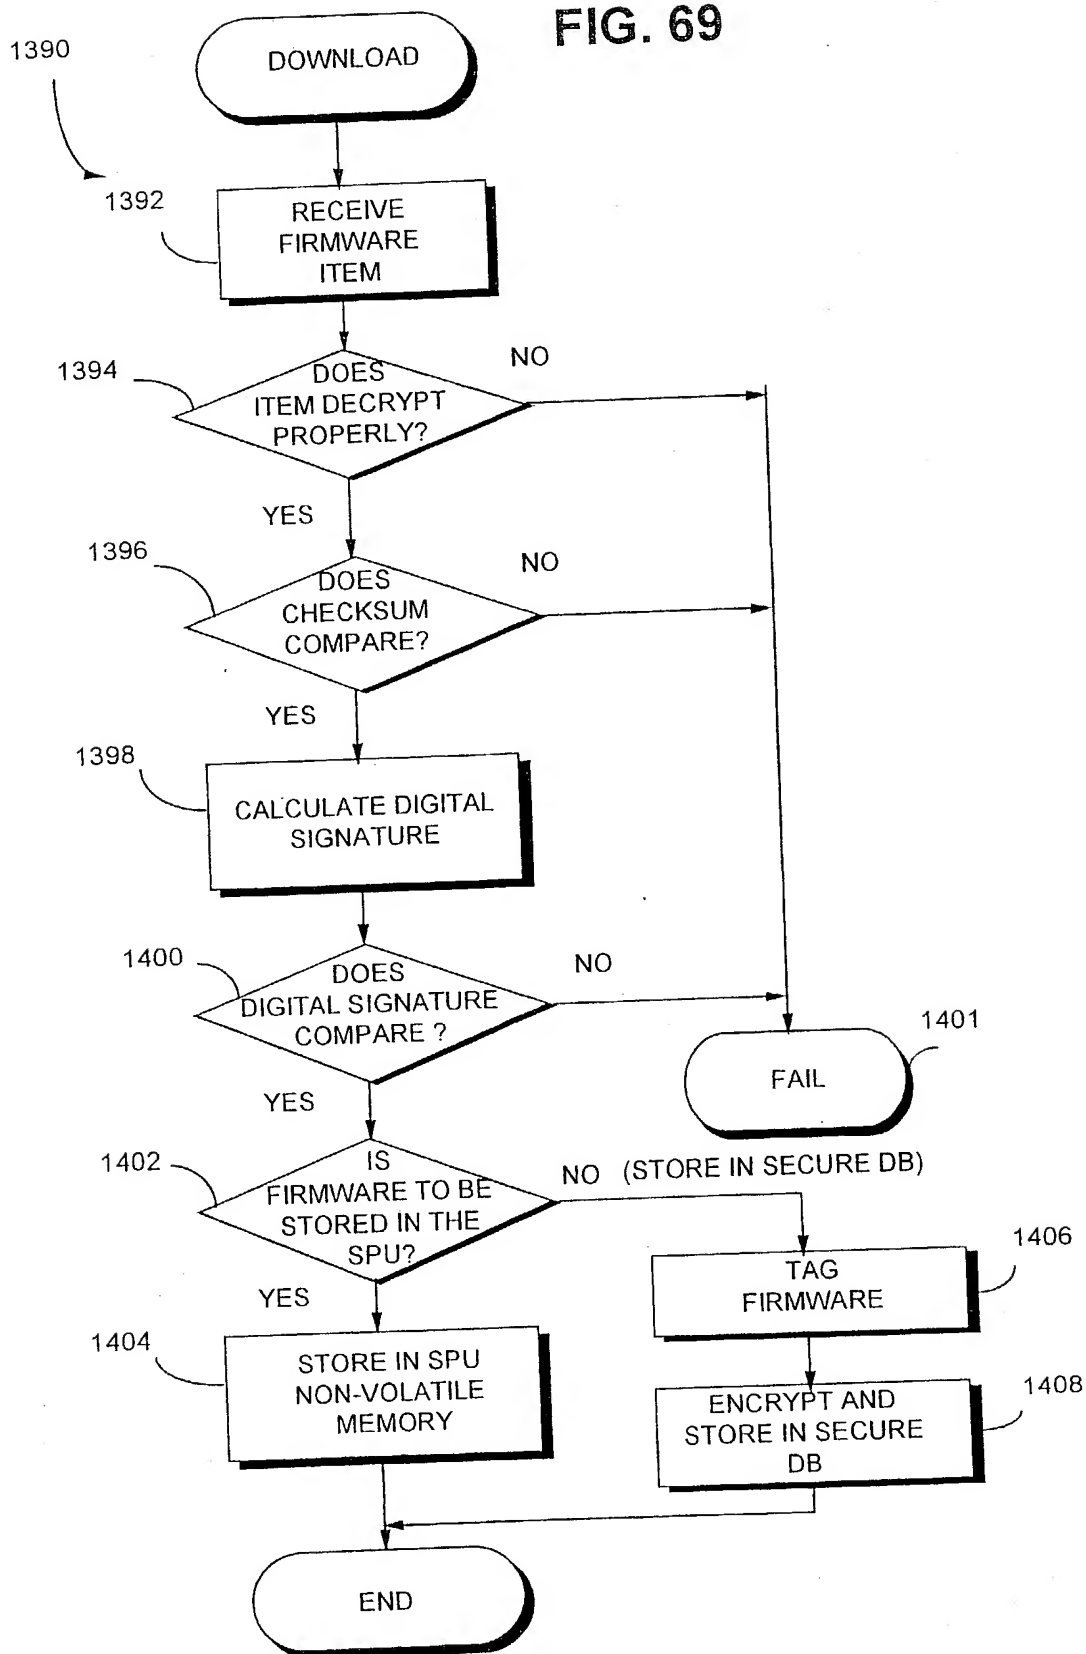 FIG. 69
1390
DOWNLOAD
1392
RECEIVE
FIRMWARE
ITEM
1394
DOES
ITEM DECRYPT
PROPERLY?
NO
YES
1396
DOES
CHECKSUM
COMPARE?
NO
YES
1398
CALCULATE DIGITAL
SIGNATURE
1400
DOES
DIGITAL SIGNATURE
COMPARE ?
NO
1401
FAIL
YES
1402
IS
FIRMWARE TO BE
STORED IN THE
SPU?
NO (STORE IN SECURE DB)
1406
TAG
FIRMWARE
YES
1404
STORE IN SPU
NON-VOLATILE
MEMORY
1408
ENCRYPT AND
STORE IN SECURE
DB
END